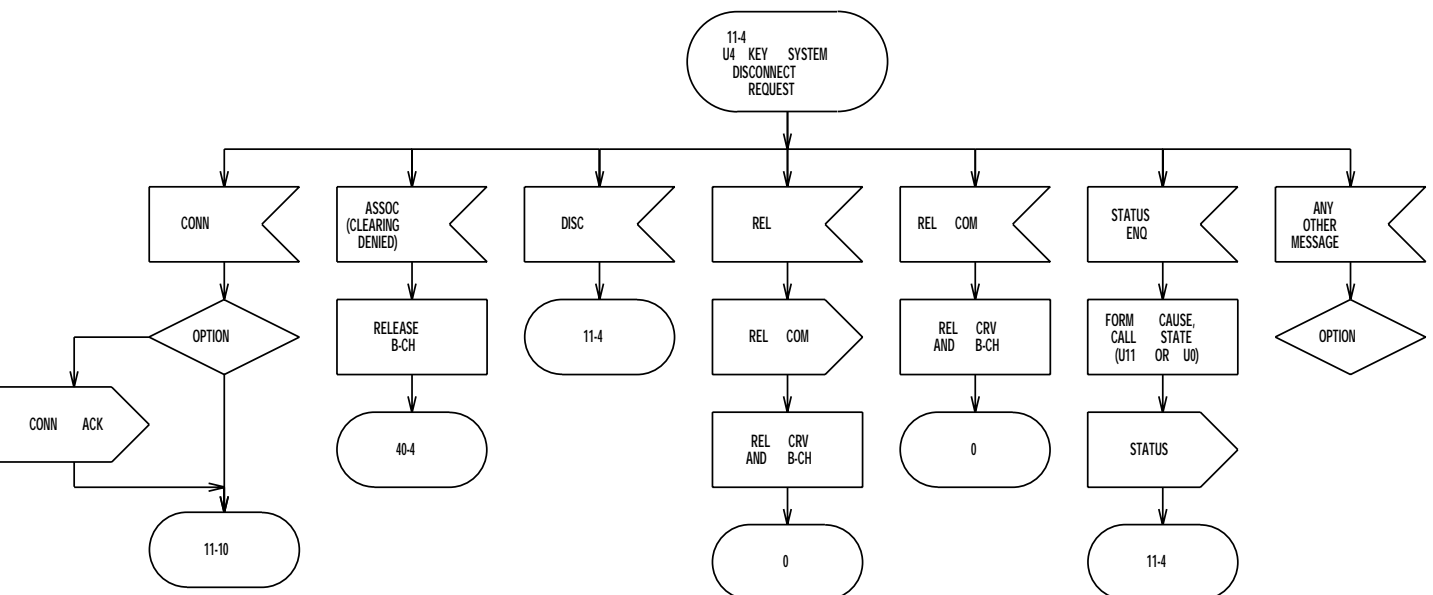 11-4
U4 KEY SYSTEM
DISCONNECT
REQUEST
CONN
ASSOC
(CLEARING
DENIED)
DISC
REL
REL COM
STATUS
ENQ
ANY
OTHER
MESSAGE
OPTION
RELEASE
B-CH
11-4
REL COM
REL CRV
AND B-CH
FORM CAUSE,
CALL STATE
(U11 OR U0)
OPTION
CONN ACK
40-4
REL CRV
AND B-CH
0
STATUS
11-10
0
11-4